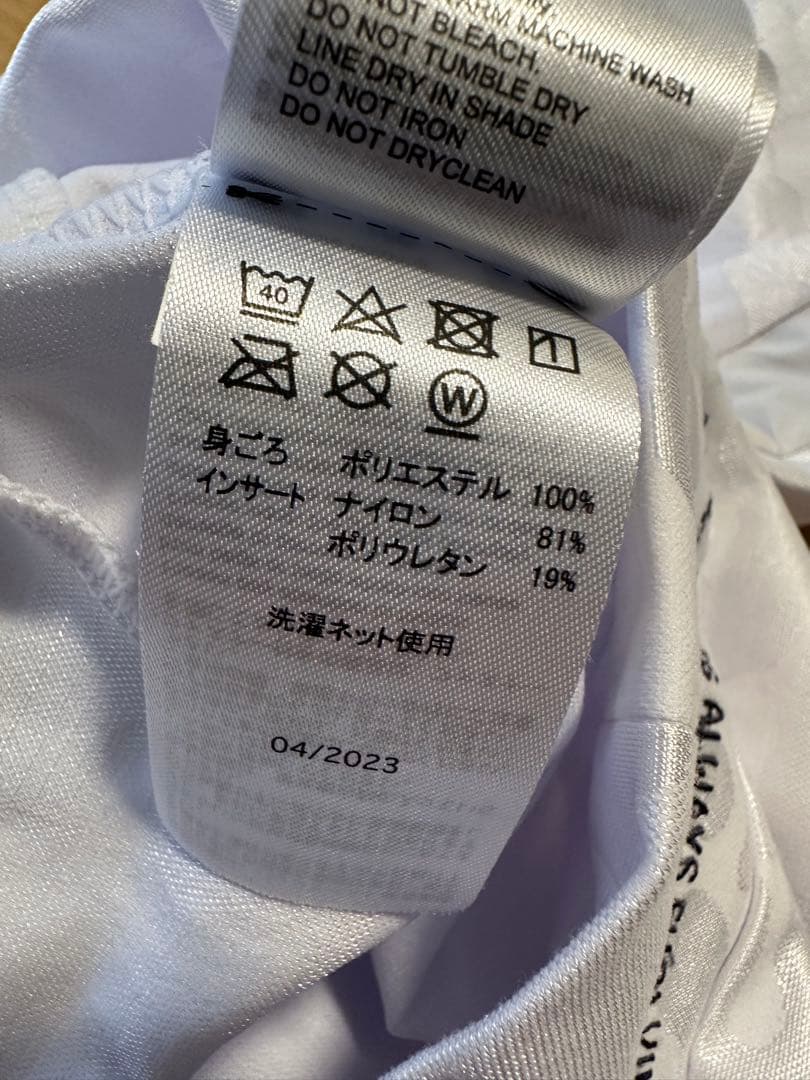 WARM MACHINE WASH
NOT BLEACH,
DO NOT TUMBLE DRY
LINE DRY IN SHADE
DO NOT IRON
DO NOT DRYCLEAN
40
W
身ごろ ポリエステル 100%
インサート ナイロン 81%
ポリウレタン 19%
洗濯ネット使用
04/2023
ALWAYS